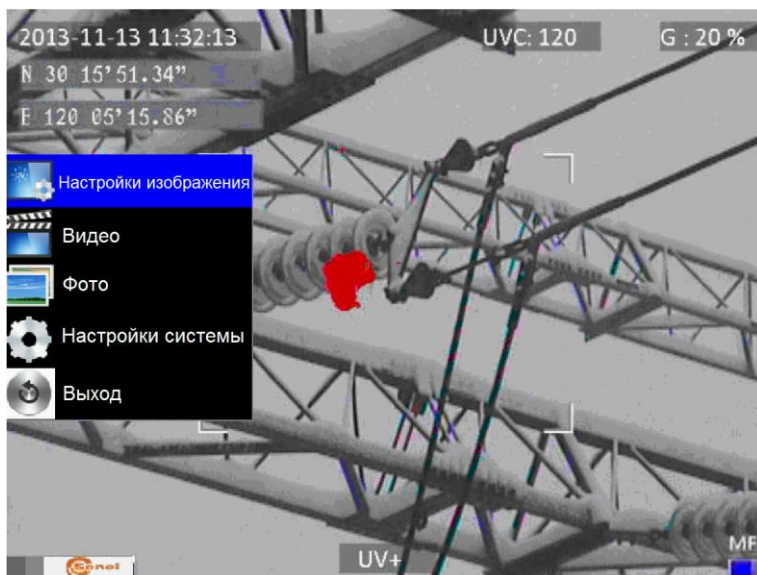 2013-11-13 11:32:13
UVC: 120
G : 20 %
N 30 15'51.34"
E 120 05'15.86"
Настройки изображения
Видео
Фото
Настройки системы
Выход
Sonel
UV+
MF